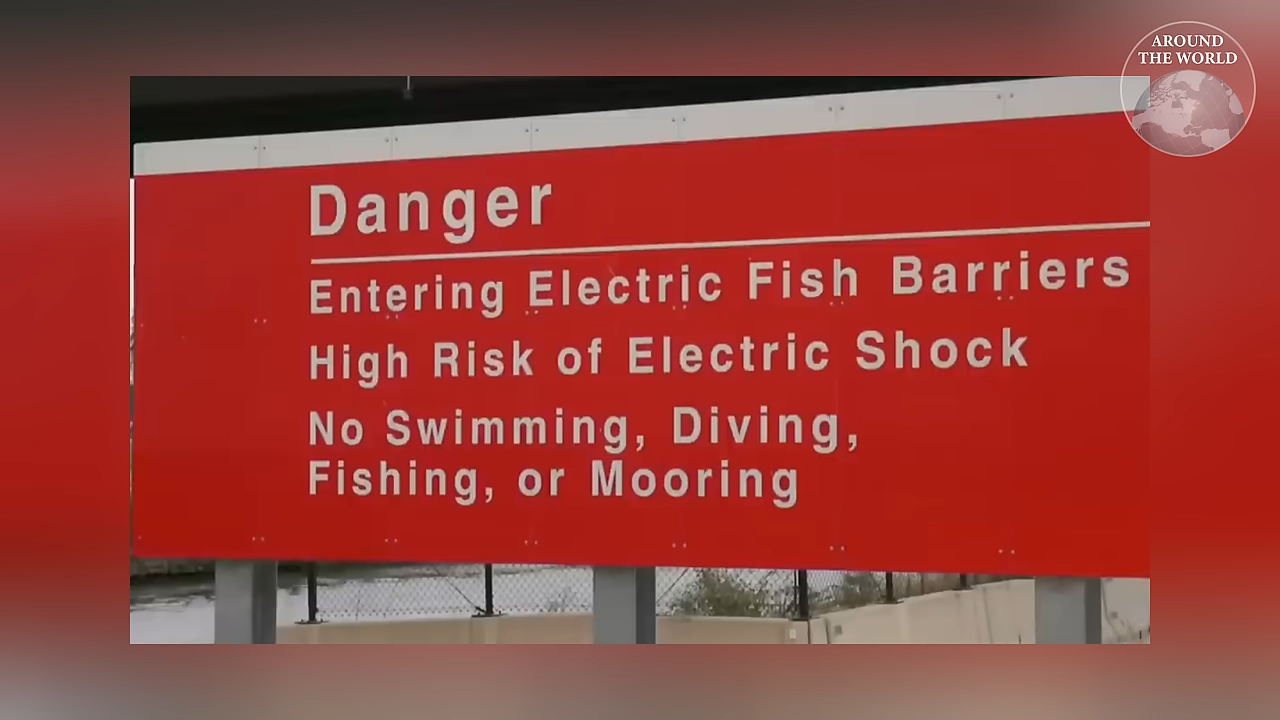 AROUND
THE WORLD
Danger
Entering Electric Fish Barriers
High Risk of Electric Shock
No Swimming, Diving,
Fishing, or Mooring